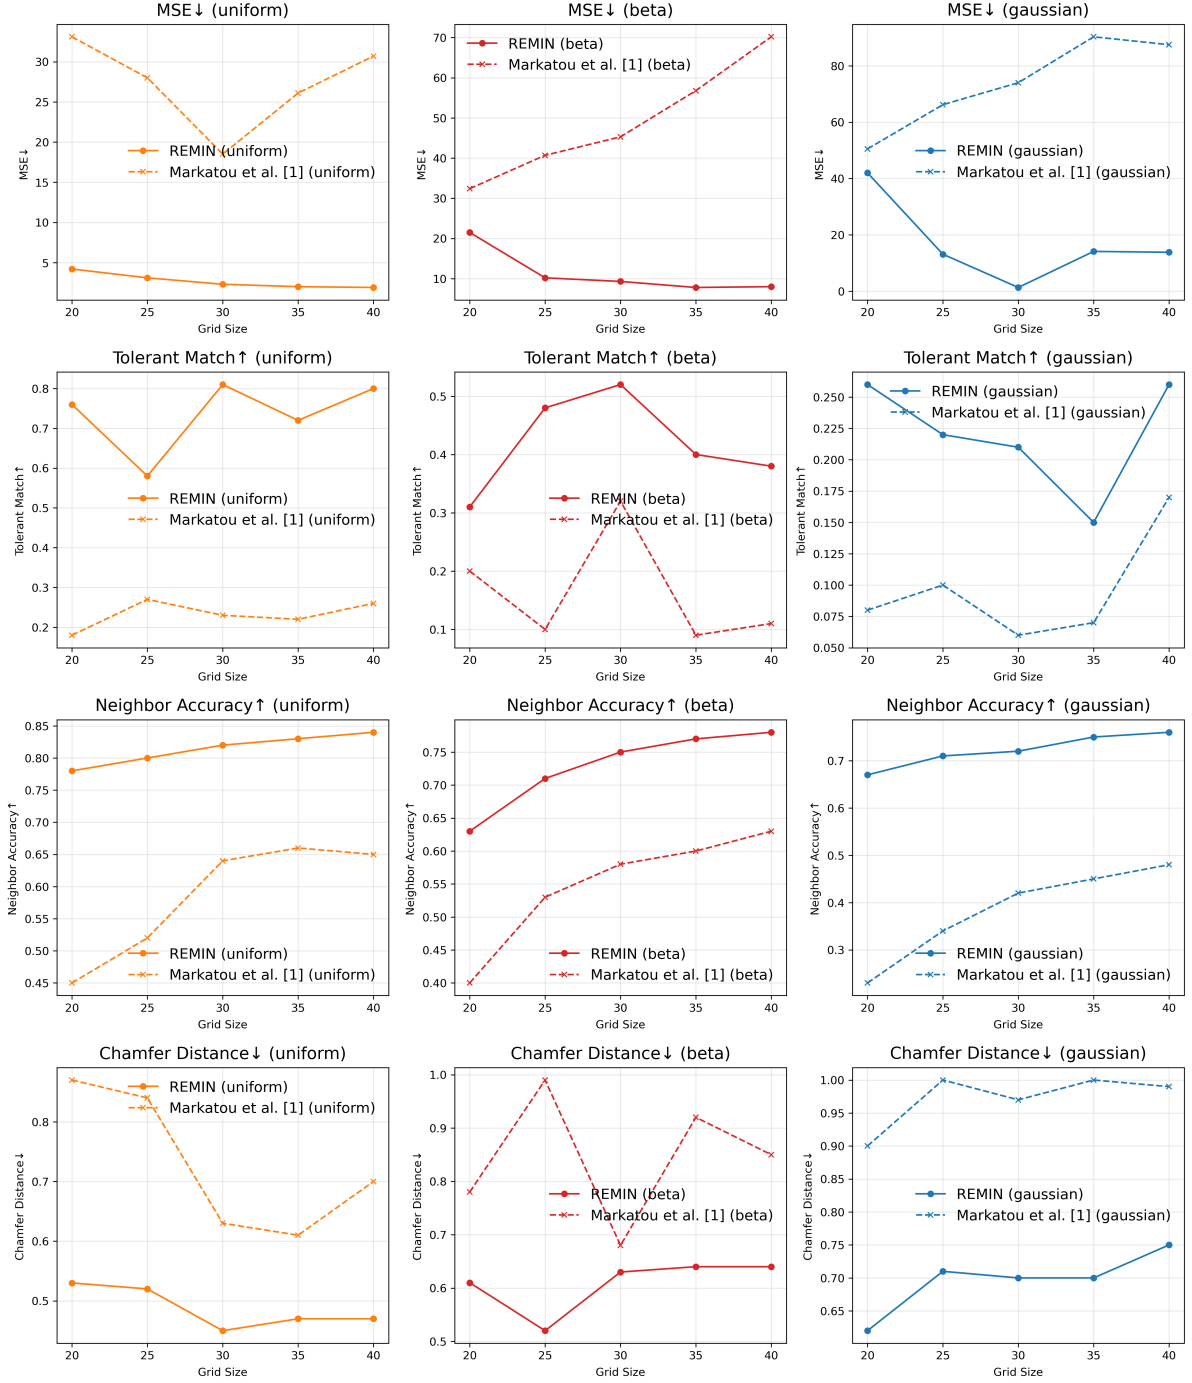 MSE↓ (uniform)
MSE↓
30
25
20
15
10
5
REMIN (uniform)
Markatou et al. [1] (uniform)
20 25 30 35 40
Grid Size
MSE↓ (beta)
MSE↓
70
60
50
40
30
20
10
REMIN (beta)
Markatou et al. [1] (beta)
20 25 30 35 40
Grid Size
MSE↓ (gaussian)
MSE↓
80
60
40
20
0
REMIN (gaussian)
Markatou et al. [1] (gaussian)
20 25 30 35 40
Grid Size
Tolerant Match↑ (uniform)
Tolerant Match↑
0.8
0.7
0.6
0.5
0.4
0.3
0.2
REMIN (uniform)
Markatou et al. [1] (uniform)
20 25 30 35 40
Grid Size
Tolerant Match↑ (beta)
Tolerant Match↑
0.5
0.4
0.3
0.2
0.1
REMIN (beta)
Markatou et al. [1] (beta)
20 25 30 35 40
Grid Size
Tolerant Match↑ (gaussian)
Tolerant Match↑
0.250
0.225
0.200
0.175
0.150
0.125
0.100
0.075
0.050
REMIN (gaussian)
Markatou et al. [1] (gaussian)
20 25 30 35 40
Grid Size
Neighbor Accuracy↑ (uniform)
Neighbor Accuracy↑
0.85
0.80
0.75
0.70
0.65
0.60
0.55
0.50
0.45
REMIN (uniform)
Markatou et al. [1] (uniform)
20 25 30 35 40
Grid Size
Neighbor Accuracy↑ (beta)
Neighbor Accuracy↑
0.75
0.70
0.65
0.60
0.55
0.50
0.45
0.40
REMIN (beta)
Markatou et al. [1] (beta)
20 25 30 35 40
Grid Size
Neighbor Accuracy↑ (gaussian)
Neighbor Accuracy↑
0.7
0.6
0.5
0.4
0.3
REMIN (gaussian)
Markatou et al. [1] (gaussian)
20 25 30 35 40
Grid Size
Chamfer Distance↓ (uniform)
Chamfer Distance↓
0.8
0.7
0.6
0.5
REMIN (uniform)
Markatou et al. [1] (uniform)
20 25 30 35 40
Grid Size
Chamfer Distance↓ (beta)
Chamfer Distance↓
1.0
0.9
0.8
0.7
0.6
0.5
REMIN (beta)
Markatou et al. [1] (beta)
20 25 30 35 40
Grid Size
Chamfer Distance↓ (gaussian)
Chamfer Distance↓
1.00
0.95
0.90
0.85
0.80
0.75
0.70
0.65
REMIN (gaussian)
Markatou et al. [1] (gaussian)
20 25 30 35 40
Grid Size